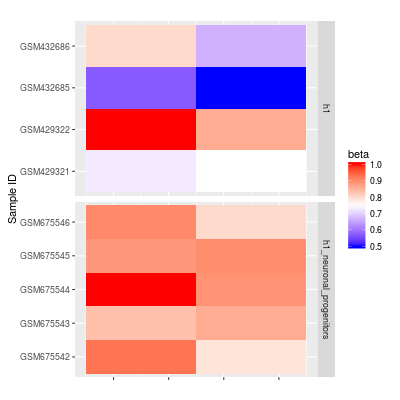 Sample ID
GSM432686
GSM432685
GSM429322
GSM429321
h1
GSM675546
GSM675545
GSM675544
GSM675543
GSM675542
h1_neuronal_progenitors
beta
1.0
0.9
0.8
0.7
0.6
0.5